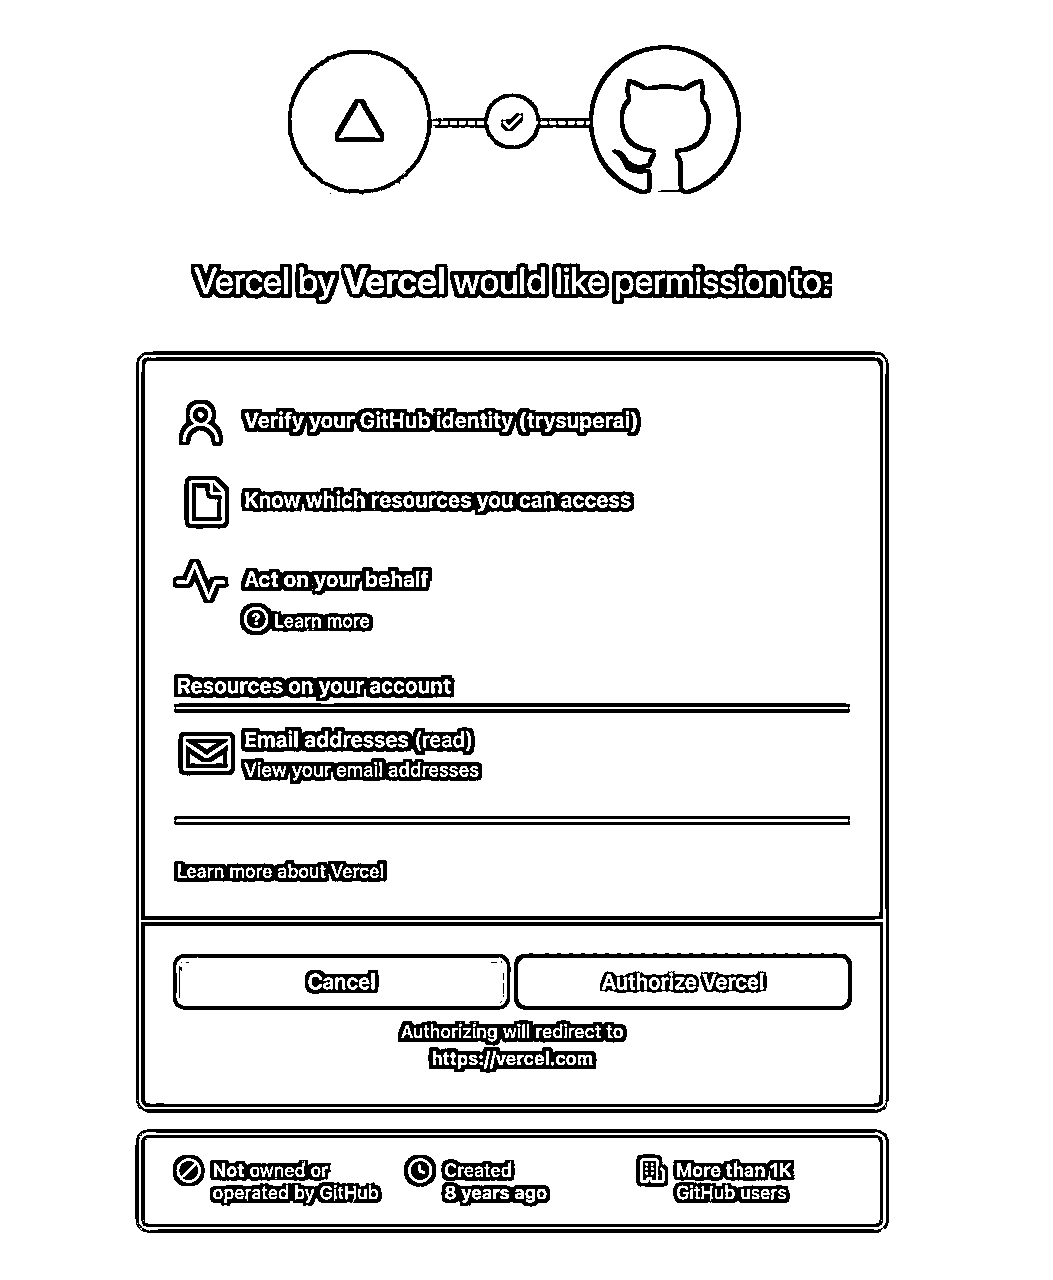 Vercel by Vercel would like permission to:
Verify your GitHub identity (trysuperai)
Know which resources you can access
Act on your behalf
Learn more
Resources on your account
Email addresses (read)
View your email addresses
Learn more about Vercel
Cancel
Authorize Vercel
Authorizing will redirect to
https://vercel.com
Not owned or
operated by GitHub
Created
8 years ago
More than 1K
GitHub users